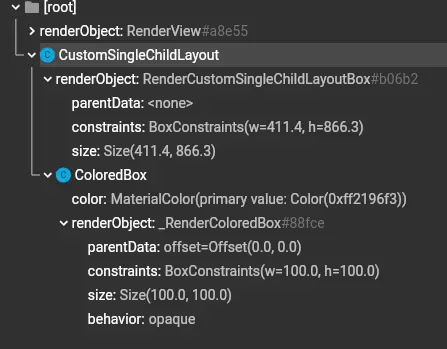 [root]
renderObject: RenderView#a8e55
C CustomSingleChildLayout
renderObject: RenderCustomSingleChildLayoutBox#b06b2
parentData: <none>
constraints: BoxConstraints(w=411.4, h=866.3)
size: Size(411.4, 866.3)
C ColoredBox
color: MaterialColor(primary value: Color(0xff2196f3))
renderObject: _RenderColoredBox#88fce
parentData: offset=Offset(0.0, 0.0)
constraints: BoxConstraints(w=100.0, h=100.0)
size: Size(100.0, 100.0)
behavior: opaque